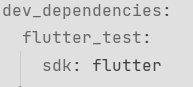 dev_dependencies:
  flutter_test:
    sdk: flutter